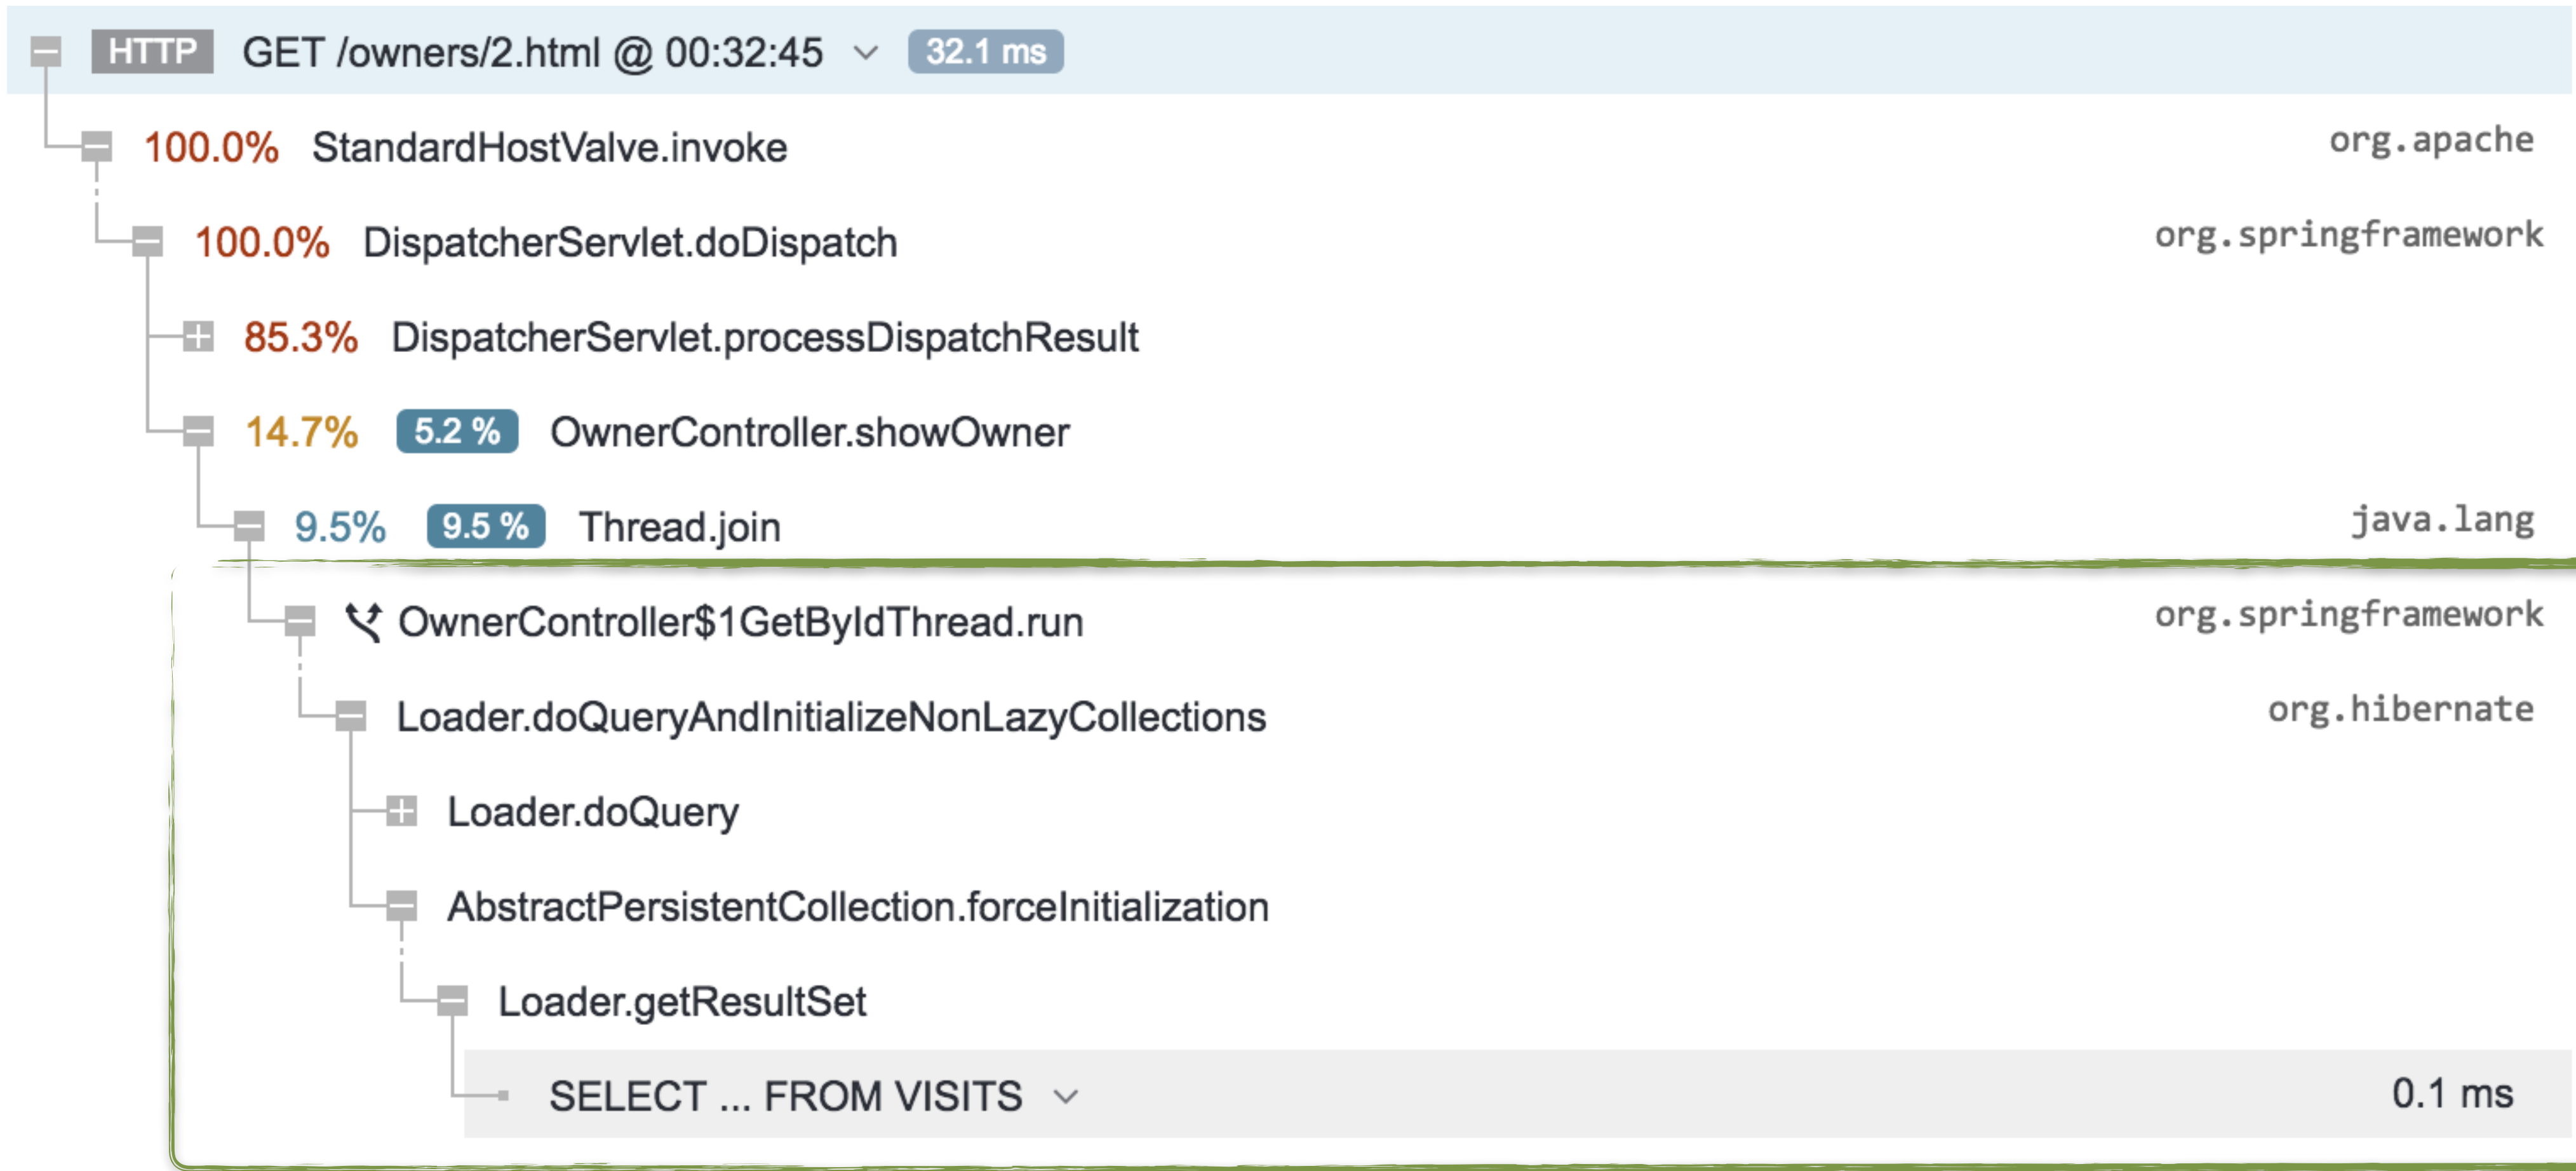 HTTP GET /owners/2.html @ 00:32:45 32.1 ms
100.0% StandardHostValve.invoke org.apache
100.0% DispatcherServlet.doDispatch org.springframework
85.3% DispatcherServlet.processDispatchResult
14.7% 5.2 % OwnerController.showOwner
9.5% 9.5 % Thread.join java.lang
OwnerController$1GetByIdThread.run org.springframework
Loader.doQueryAndInitializeNonLazyCollections org.hibernate
Loader.doQuery
AbstractPersistentCollection.forceInitialization
Loader.getResultSet
SELECT ... FROM VISITS 0.1 ms